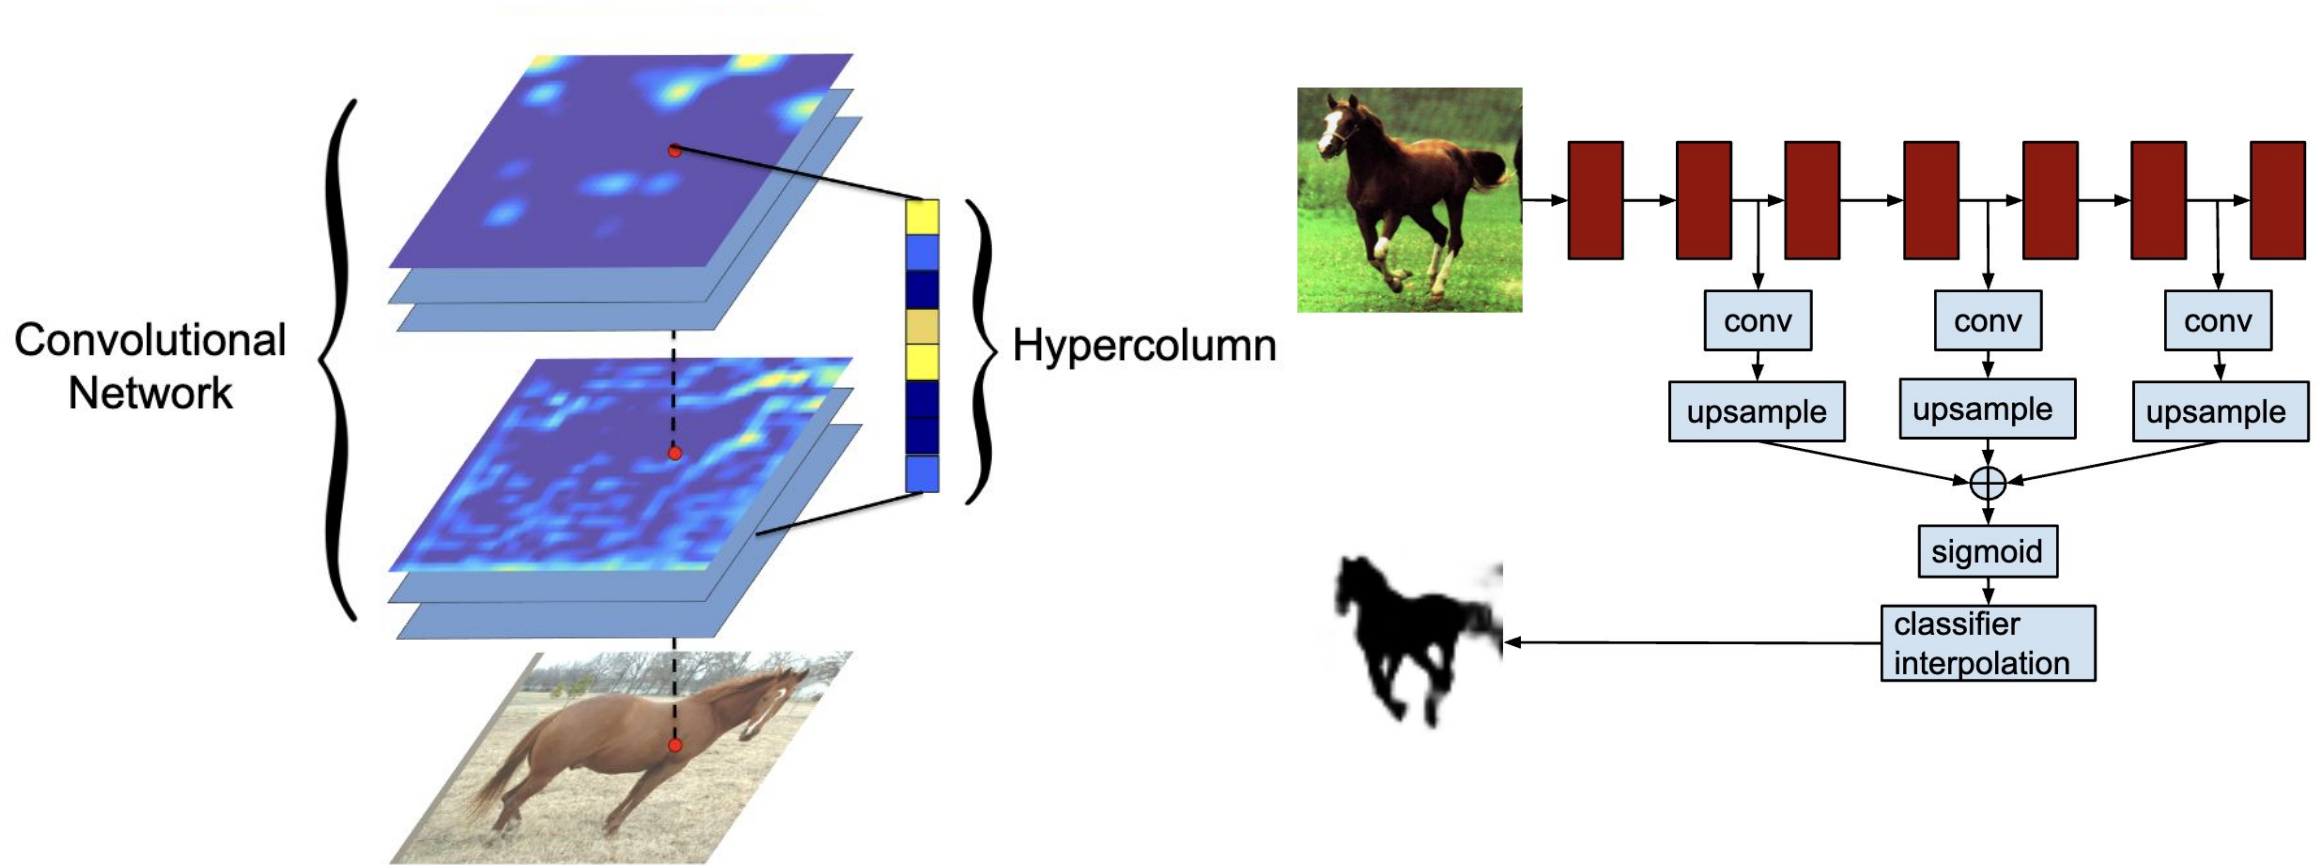 Convolutional
Network
Hypercolumn
conv
conv
conv
upsample
upsample
upsample
sigmoid
classifier
interpolation